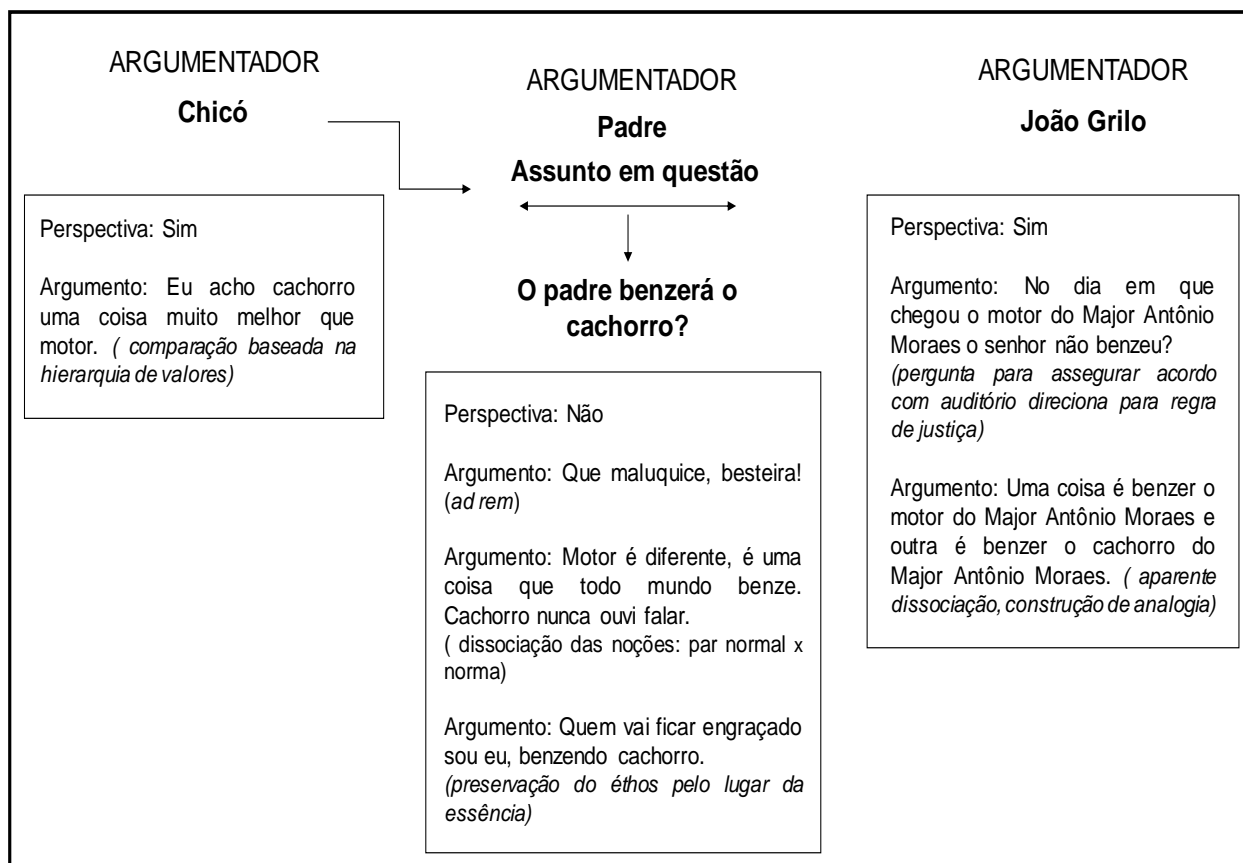 ARGUMENTADOR
Chicó
Perspectiva: Sim
Argumento: Eu acho cachorro
uma coisa muito melhor que
motor. ( comparação baseada na
hierarquia de valores)
ARGUMENTADOR
Padre
Assunto em questão
O padre benzerá o
cachorro?
Perspectiva: Não
Argumento: Que maluquice, besteira!
(ad rem)
Argumento: Motor é diferente, é uma
coisa que todo mundo benze.
Cachorro nunca ouvi falar.
( dissociação das noções: par normal x
norma)
Argumento: Quem vai ficar engraçado
sou eu, benzendo cachorro.
(preservação do éthos pelo lugar da
essência)
ARGUMENTADOR
João Grilo
Perspectiva: Sim
Argumento: No dia em que
chegou o motor do Major Antônio
Moraes o senhor não benzeu?
(pergunta para assegurar acordo
com auditório direciona para regra
de justiça)
Argumento: Uma coisa é benzer o
motor do Major Antônio Moraes e
outra é benzer o cachorro do
Major Antônio Moraes. ( aparente
dissociação, construção de analogia)